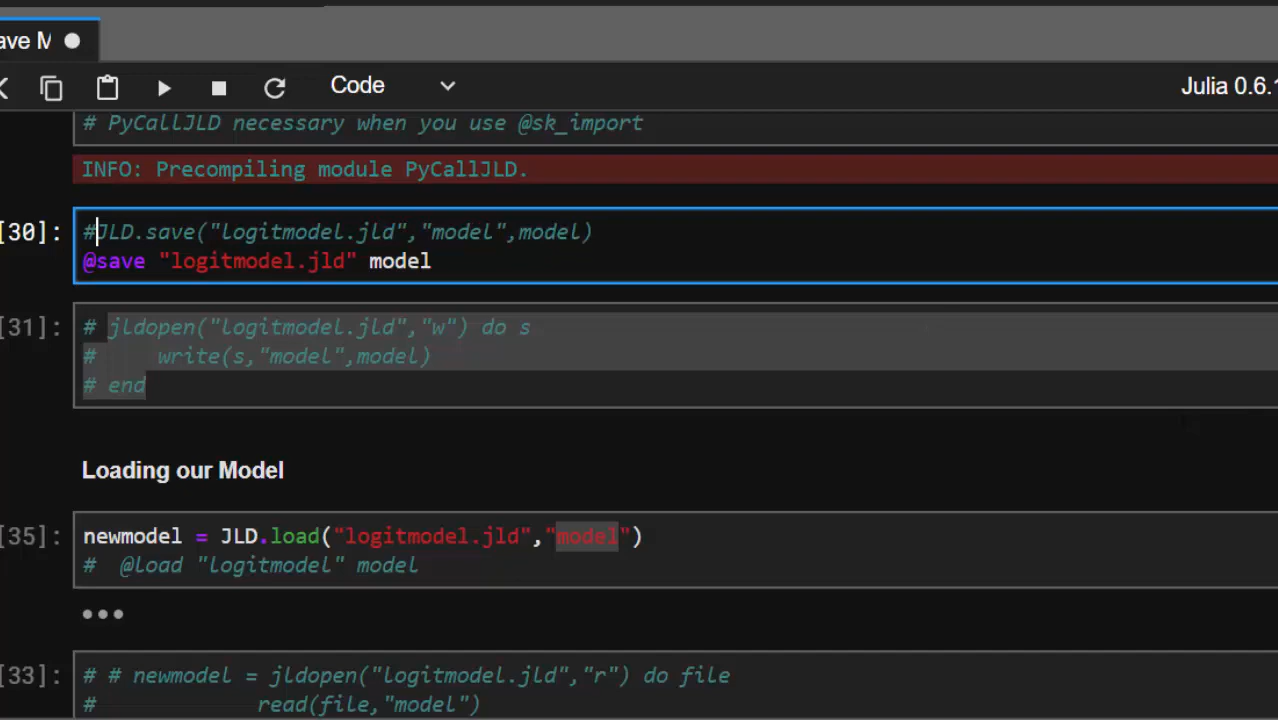 ave M
Code
Julia 0.6.1
# PyCallJLD necessary when you use @sk_import
INFO: Precompiling module PyCallJLD.
[30]:
#JLD.save("logitmodel.jld","model",model)
@save "logitmodel.jld" model
[31]:
# jldopen("logitmodel.jld","w") do s
#     write(s,"model",model)
# end
Loading our Model
[35]:
newmodel = JLD.load("logitmodel.jld","model")
#  @load "logitmodel" model
[33]:
# # newmodel = jldopen("logitmodel.jld","r") do file
#             read(file,"model")